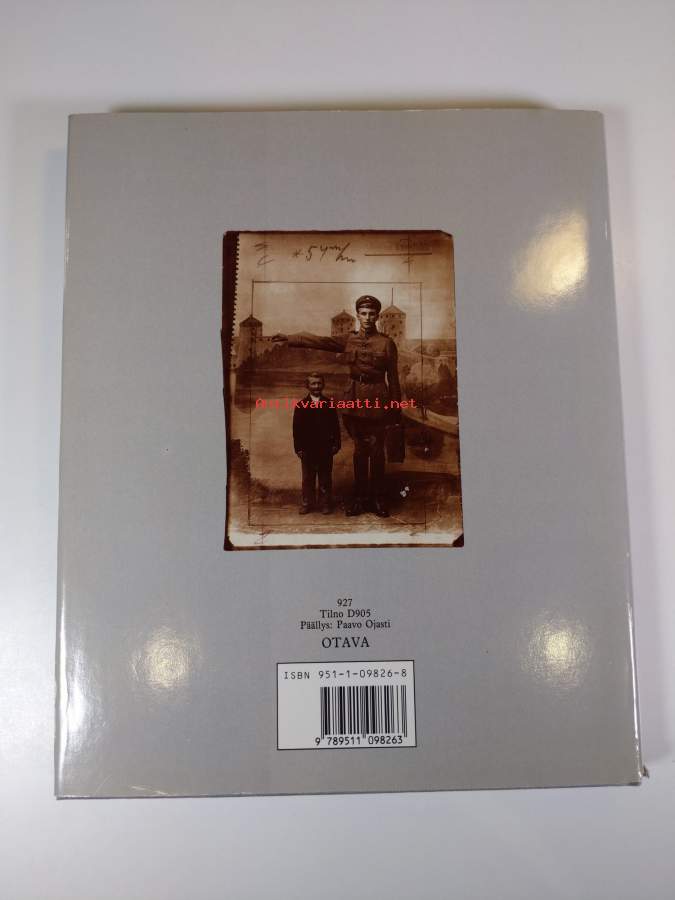 Antikvariaatti.net
927
Tilno D905
Päällys: Paavo Ojasti
OTAVA
ISBN 951-1-09826-8
9 789511 098263